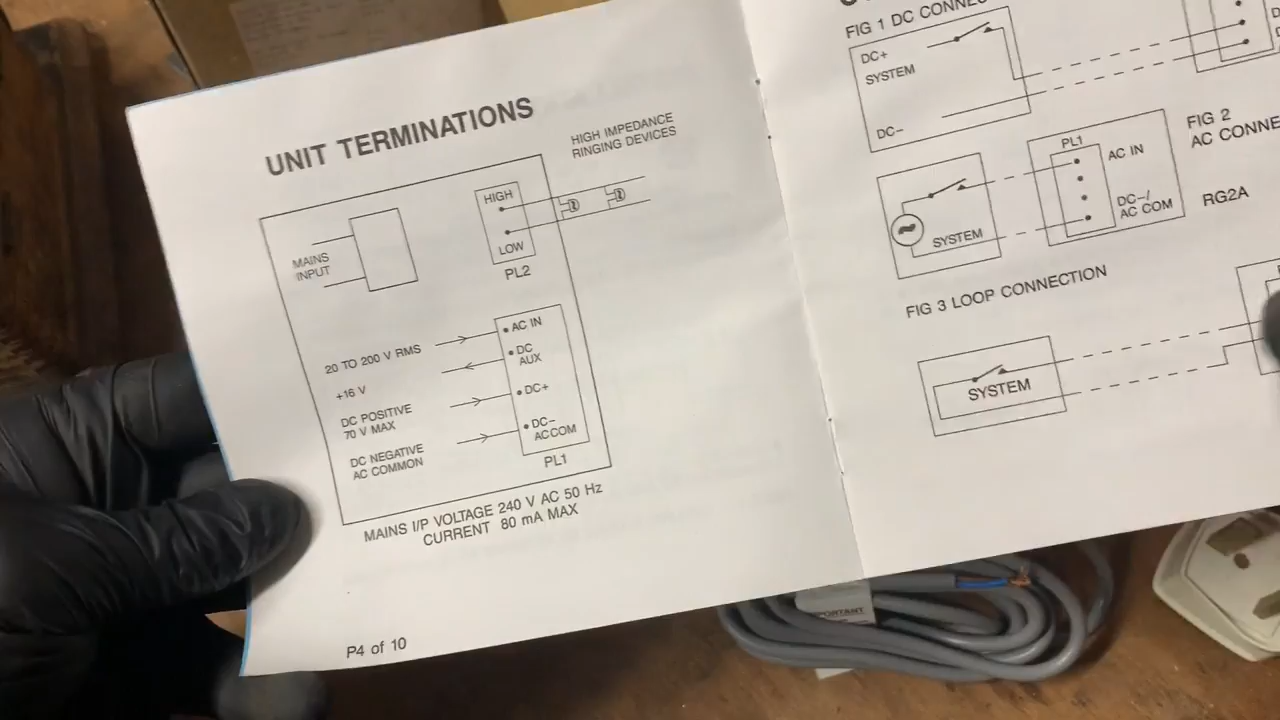 UNIT TERMINATIONS
HIGH IMPEDANCE
RINGING DEVICES
HIGH
LOW
PL2
MAINS
INPUT
20 TO 200 V RMS
AC IN
+16 V
DC
AUX
DC POSITIVE
70 V MAX
DC+
DC NEGATIVE
AC COMMON
DC–
AC COM
PL1
MAINS I/P VOLTAGE 240 V AC 50 Hz
CURRENT 80 mA MAX
P4 of 10
FIG 1 DC
DC+
SYSTEM
DC–
FIG 2
AC
PL1
AC IN
DC–/
AC COM
RG2A
SYSTEM
FIG 3 LOOP CONNECTION
SYSTEM